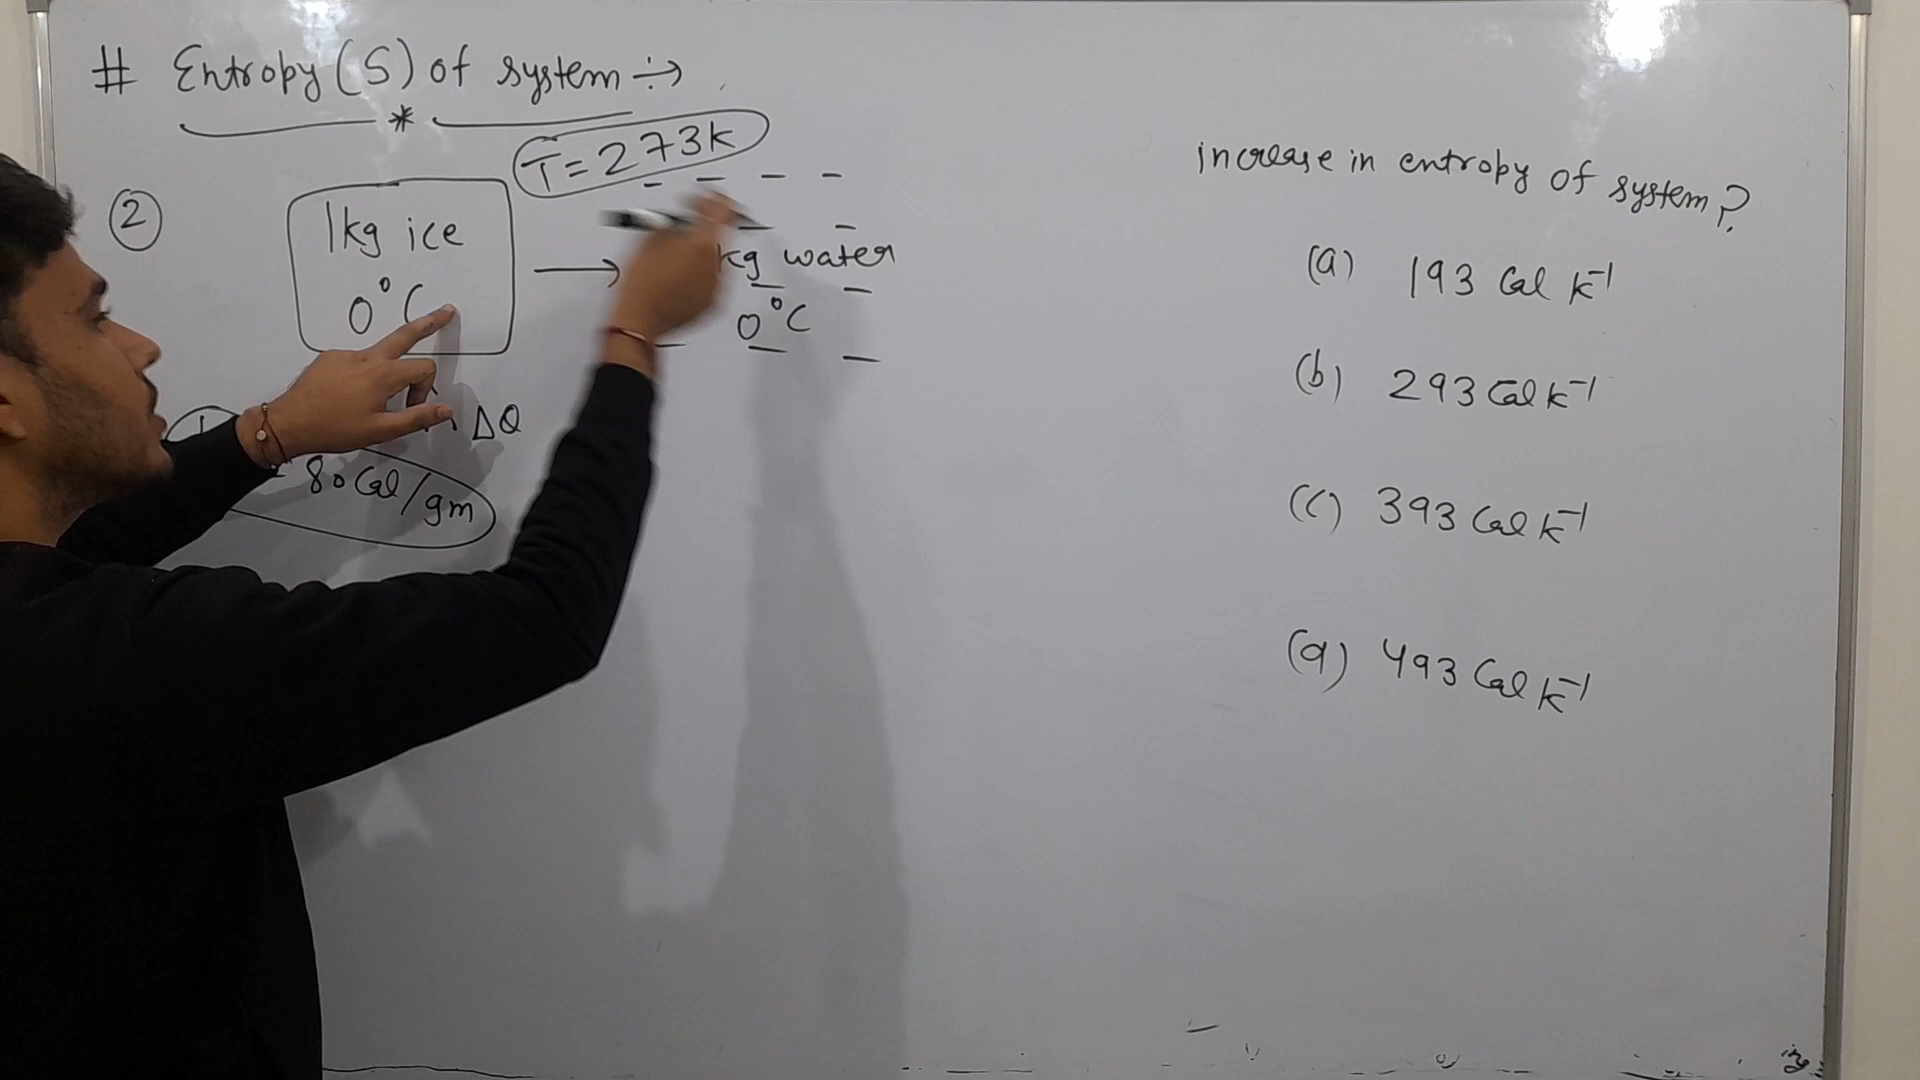 # Entropy (S) of system ÷→
*
T = 273k
② 1kg ice → kg water
0°C 0°C
ΔQ
80 Cal/gm
increase in entropy of system?
(a) 193 Cal k⁻¹
(b) 293 Cal k⁻¹
(c) 393 Cal k⁻¹
(d) 493 Cal k⁻¹